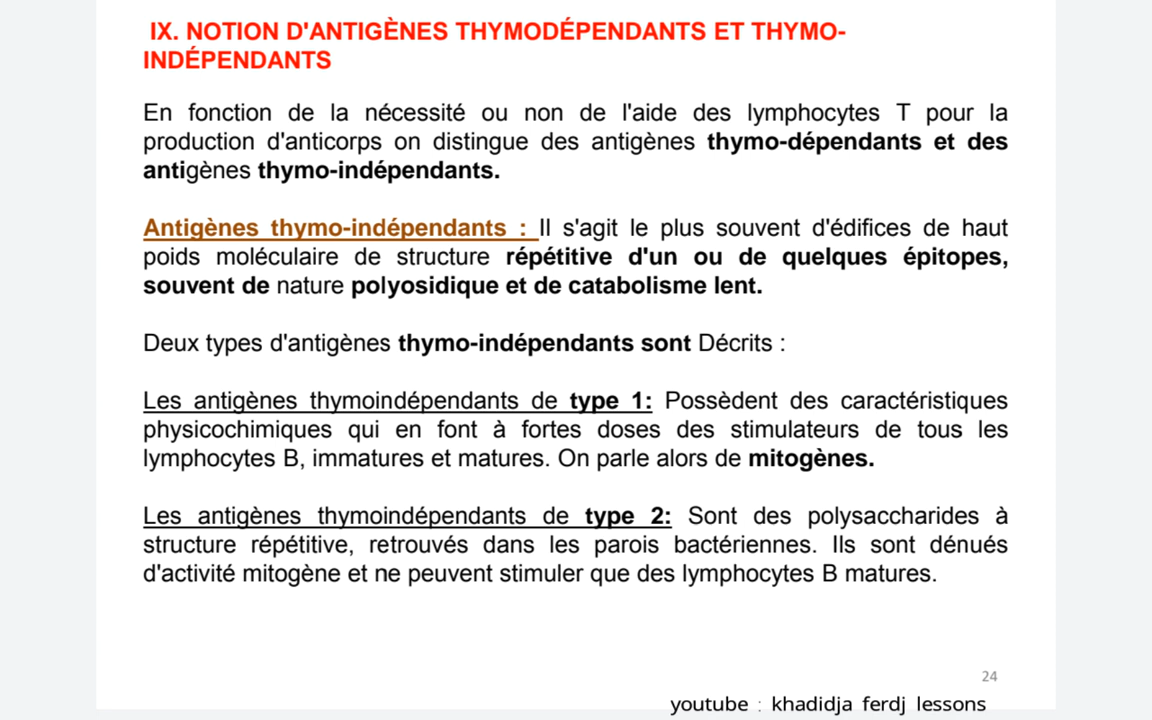 IX. NOTION D'ANTIGÈNES THYMODÉPENDANTS ET THYMO-
INDÉPENDANTS
En fonction de la nécessité ou non de l'aide des lymphocytes T pour la
production d'anticorps on distingue des antigènes thymo-dépendants et des
antigènes thymo-indépendants.
Antigènes thymo-indépendants : Il s'agit le plus souvent d'édifices de haut
poids moléculaire de structure répétitive d'un ou de quelques épitopes,
souvent de nature polyosidique et de catabolisme lent.
Deux types d'antigènes thymo-indépendants sont Décrits :
Les antigènes thymoindépendants de type 1: Possèdent des caractéristiques
physicochimiques qui en font à fortes doses des stimulateurs de tous les
lymphocytes B, immatures et matures. On parle alors de mitogènes.
Les antigènes thymoindépendants de type 2: Sont des polysaccharides à
structure répétitive, retrouvés dans les parois bactériennes. Ils sont dénués
d'activité mitogène et ne peuvent stimuler que des lymphocytes B matures.
24
youtube : khadidja ferdj lessons